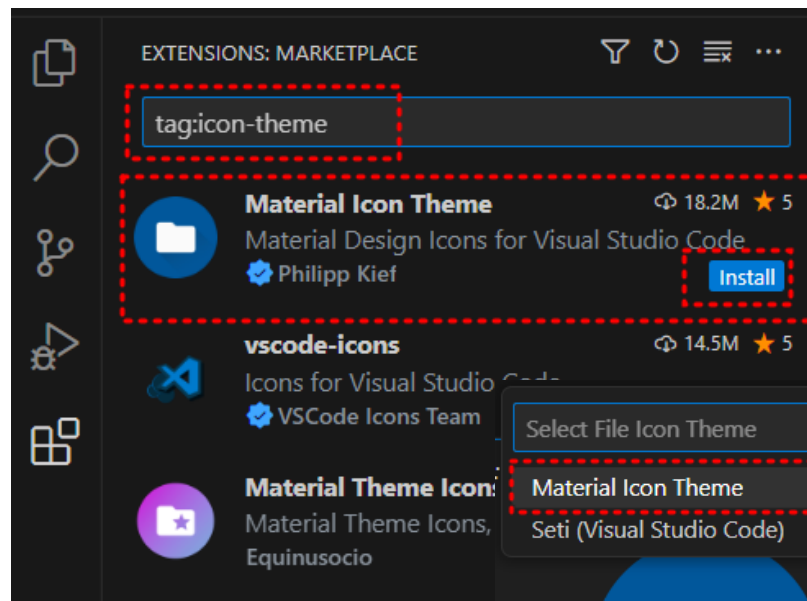 EXTENSIONS: MARKETPLACE
tag:icon-theme
Material Icon Theme 18.2M 5
Material Design Icons for Visual Studio Code
Philipp Kief Install
vscode-icons 14.5M 5
Icons for Visual Studio Code
VSCode Icons Team
Select File Icon Theme
Material Icon Theme
Seti (Visual Studio Code)
Material Theme Icons
Material Theme Icons,
Equinusocio